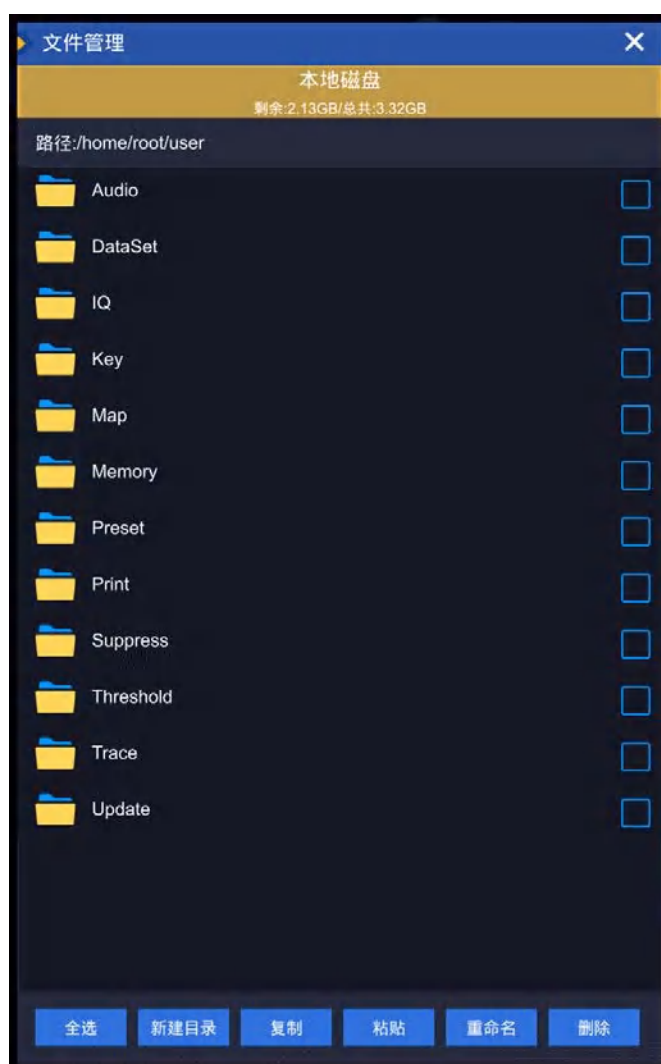 文件管理
本地磁盘
剩余:2.13GB/总共:3.32GB
路径:/home/root/user
Audio
DataSet
IQ
Key
Map
Memory
Preset
Print
Suppress
Threshold
Trace
Update
全选 新建目录 复制 粘贴 重命名 删除